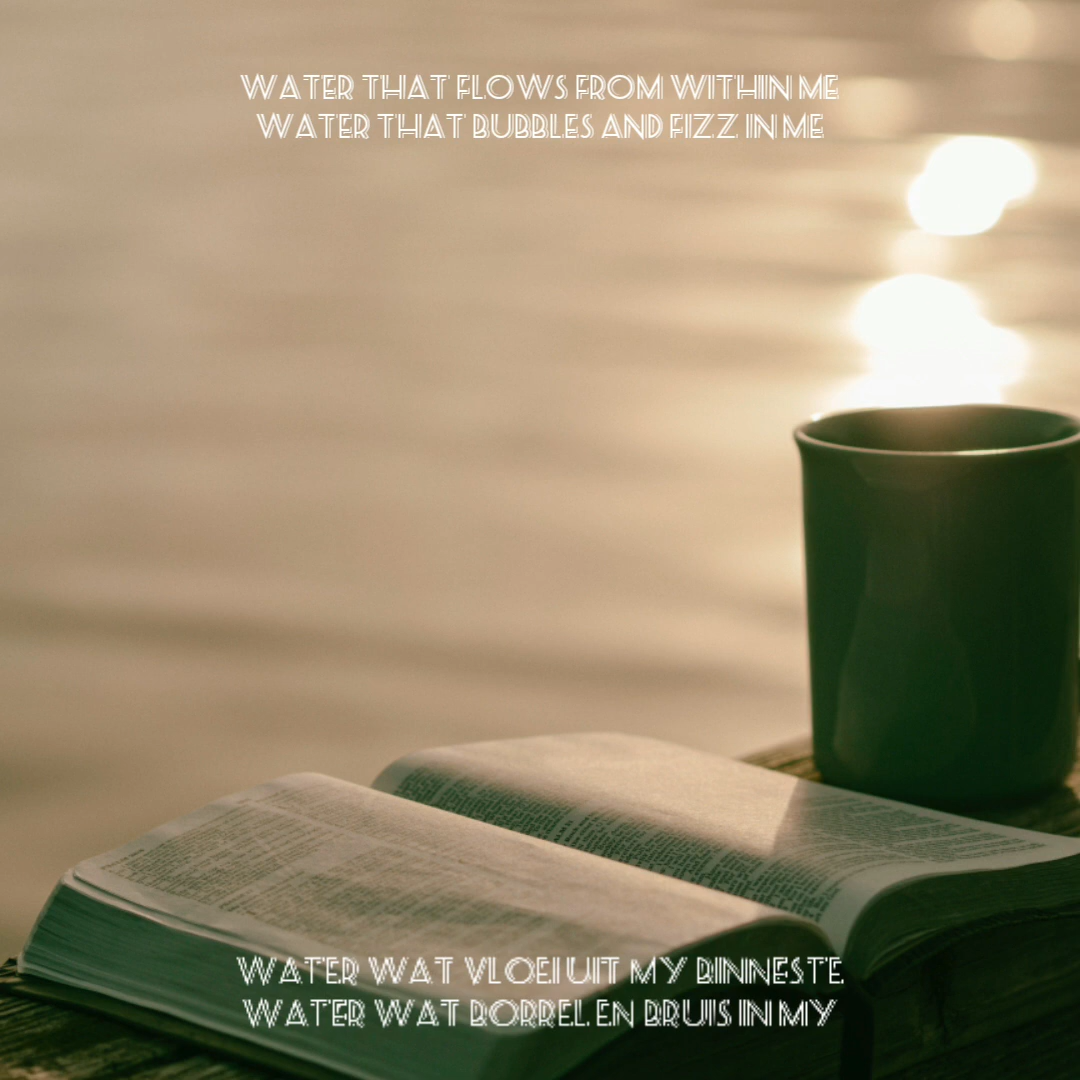 WATER THAT FLOWS FROM WITHIN ME
WATER THAT BUBBLES AND FIZZ IN ME
WATER WAT VLOEI UIT MY BINNESTE
WATER WAT BORREL EN BRUIS IN MY